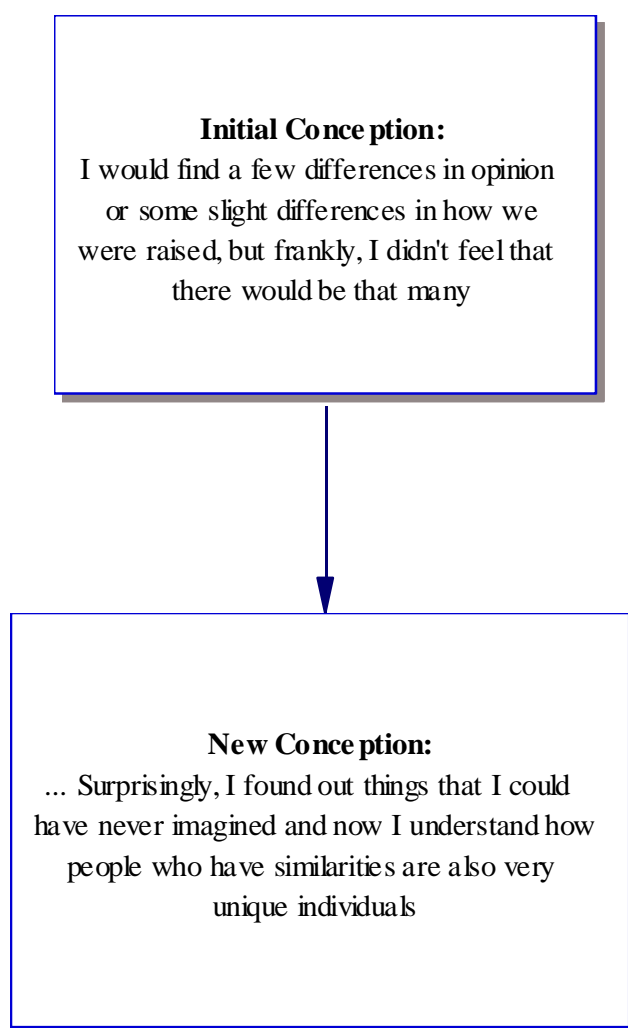 Initial Conception:
I would find a few differences in opinion
or some slight differences in how we
were raised, but frankly, I didn't feel that
there would be that many
New Conception:
... Surprisingly, I found out things that I could
have never imagined and now I understand how
people who have similarities are also very
unique individuals